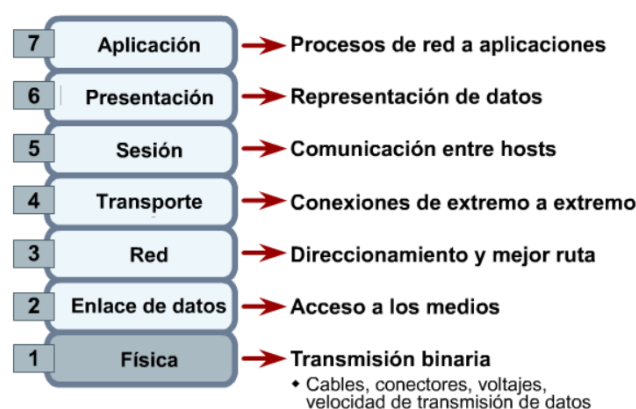 7 Aplicación Procesos de red a aplicaciones
6 Presentación Representación de datos
5 Sesión Comunicación entre hosts
4 Transporte Conexiones de extremo a extremo
3 Red Direccionamiento y mejor ruta
2 Enlace de datos Acceso a los medios
1 Física Transmisión binaria
Cables, conectores, voltajes,
velocidad de transmisión de datos